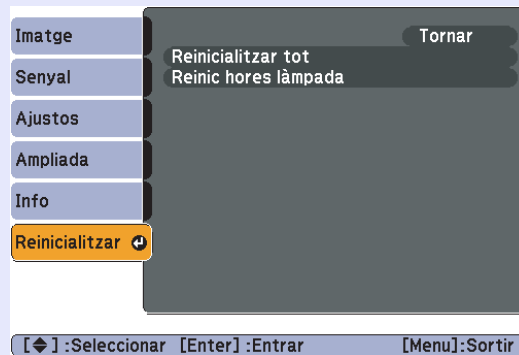 Imatge
Senyal
Ajustos
Ampliada
Info
Reinicialitzar
Tornar
Reinicialitzar tot
Reinic hores làmpada
[◆] :Seleccionar [Enter] :Entrar [Menu]:Sortir